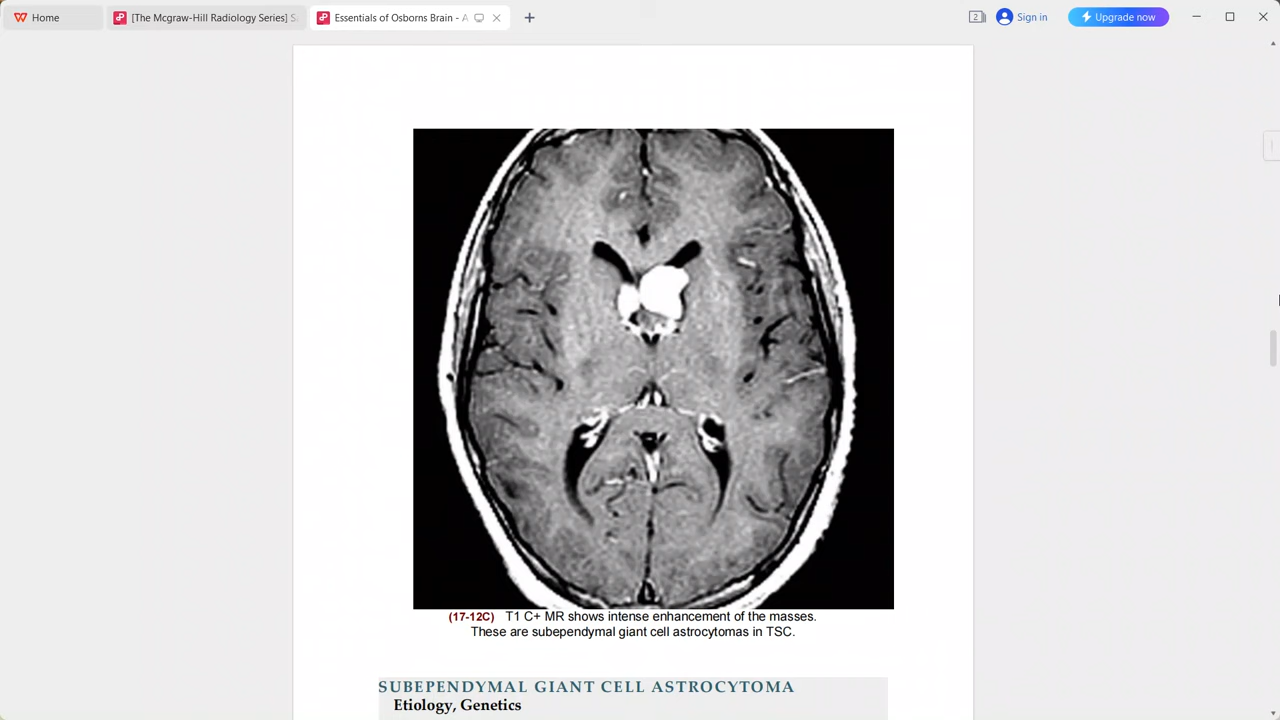 Home
[The Mcgraw-Hill Radiology Series] S
Essentials of Osborns Brain - A
2
Sign in
Upgrade now
(17-12C) T1 C+ MR shows intense enhancement of the masses.
These are subependymal giant cell astrocytomas in TSC.
SUBEPENDYMAL GIANT CELL ASTROCYTOMA
Etiology, Genetics